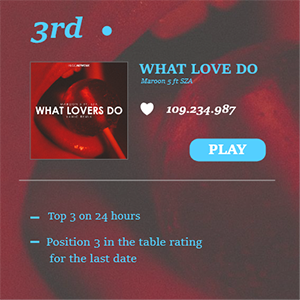 3rd
WHAT LOVE DO
Maroon 5 ft SZA
WHAT LOVERS DO
109.234.987
PLAY
Top 3 on 24 hours
Position 3 in the table rating
for the last date